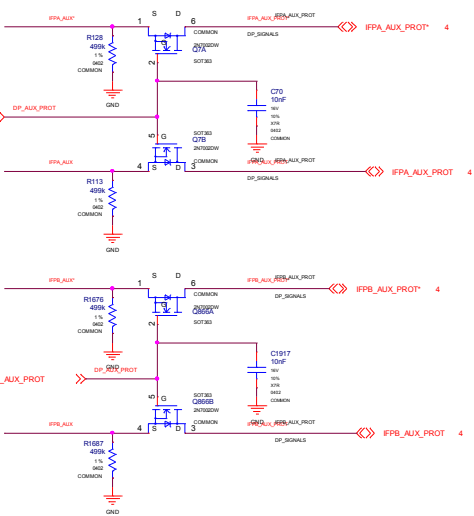 IFPA_AUX* 1 S D 6 IFPA_AUX_PROT* IFPA_AUX_PROT* 4
R128 COMMON DP_SIGNALS
499k G 2N7002DW
1% Q7A
0402 2 SOT363
COMMON
GND
C70
10nF
DP_AUX_PROT 16V
10%
X7R
0402
COMMON
5 G SOT363
Q7B
2N7002DW
GND
IFPA_AUX 4 S D 3 COMMON IFPA_AUX_PROT IFPA_AUX_PROT 4
R113 DP_SIGNALS
499k
1%
0402
COMMON
GND
IFPB_AUX* 1 S D 6 IFPB_AUX_PROT IFPB_AUX_PROT* 4
R1676 COMMON DP_SIGNALS
499k G 2N7002DW
1% Q866A
0402 2 SOT363
COMMON
GND
C1917
10nF
_AUX_PROT DP_AUX_PROT 16V
10%
X7R
0402
COMMON
5 G SOT363
Q866B
2N7002DW
GND
IFPB_AUX 4 S D 3 COMMON IFPB_AUX_PROT IFPB_AUX_PROT 4
R1687 DP_SIGNALS
499k
1%
0402
COMMON
GND